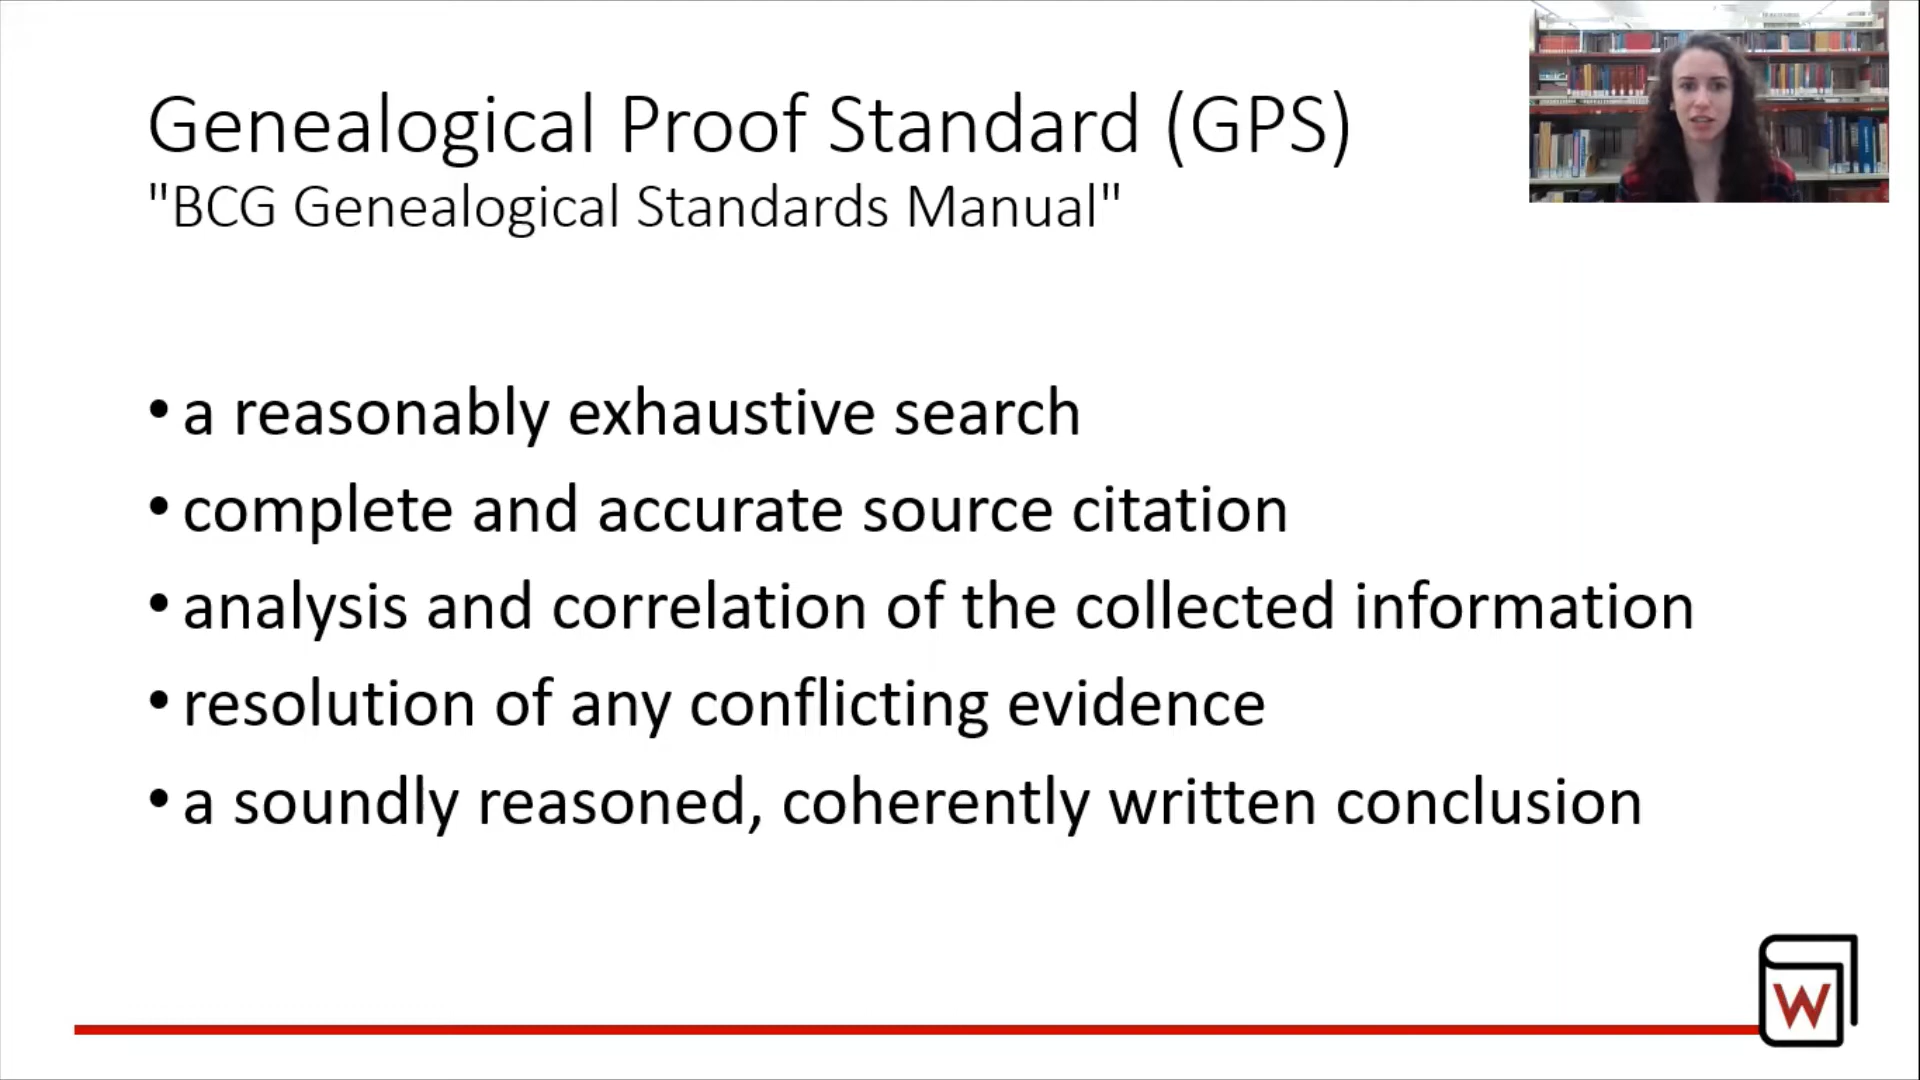 Genealogical Proof Standard (GPS)
"BCG Genealogical Standards Manual"
• a reasonably exhaustive search
• complete and accurate source citation
• analysis and correlation of the collected information
• resolution of any conflicting evidence
• a soundly reasoned, coherently written conclusion
W